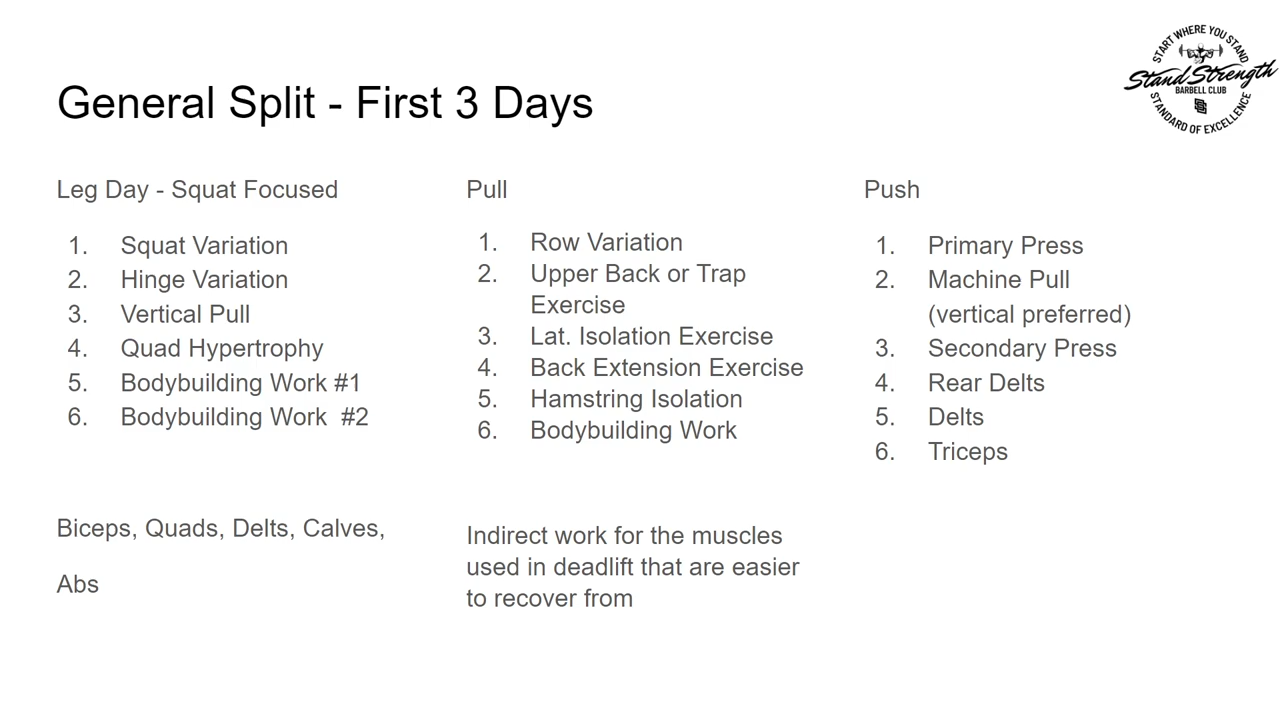 START WHERE YOU STAND
Stand Strength
BARBELL CLUB
STANDARD OF EXCELLENCE
General Split - First 3 Days
Leg Day - Squat Focused
1. Squat Variation
2. Hinge Variation
3. Vertical Pull
4. Quad Hypertrophy
5. Bodybuilding Work #1
6. Bodybuilding Work  #2
Biceps, Quads, Delts, Calves,
Abs
Pull
1. Row Variation
2. Upper Back or Trap
Exercise
3. Lat. Isolation Exercise
4. Back Extension Exercise
5. Hamstring Isolation
6. Bodybuilding Work
Indirect work for the muscles
used in deadlift that are easier
to recover from
Push
1. Primary Press
2. Machine Pull
(vertical preferred)
3. Secondary Press
4. Rear Delts
5. Delts
6. Triceps